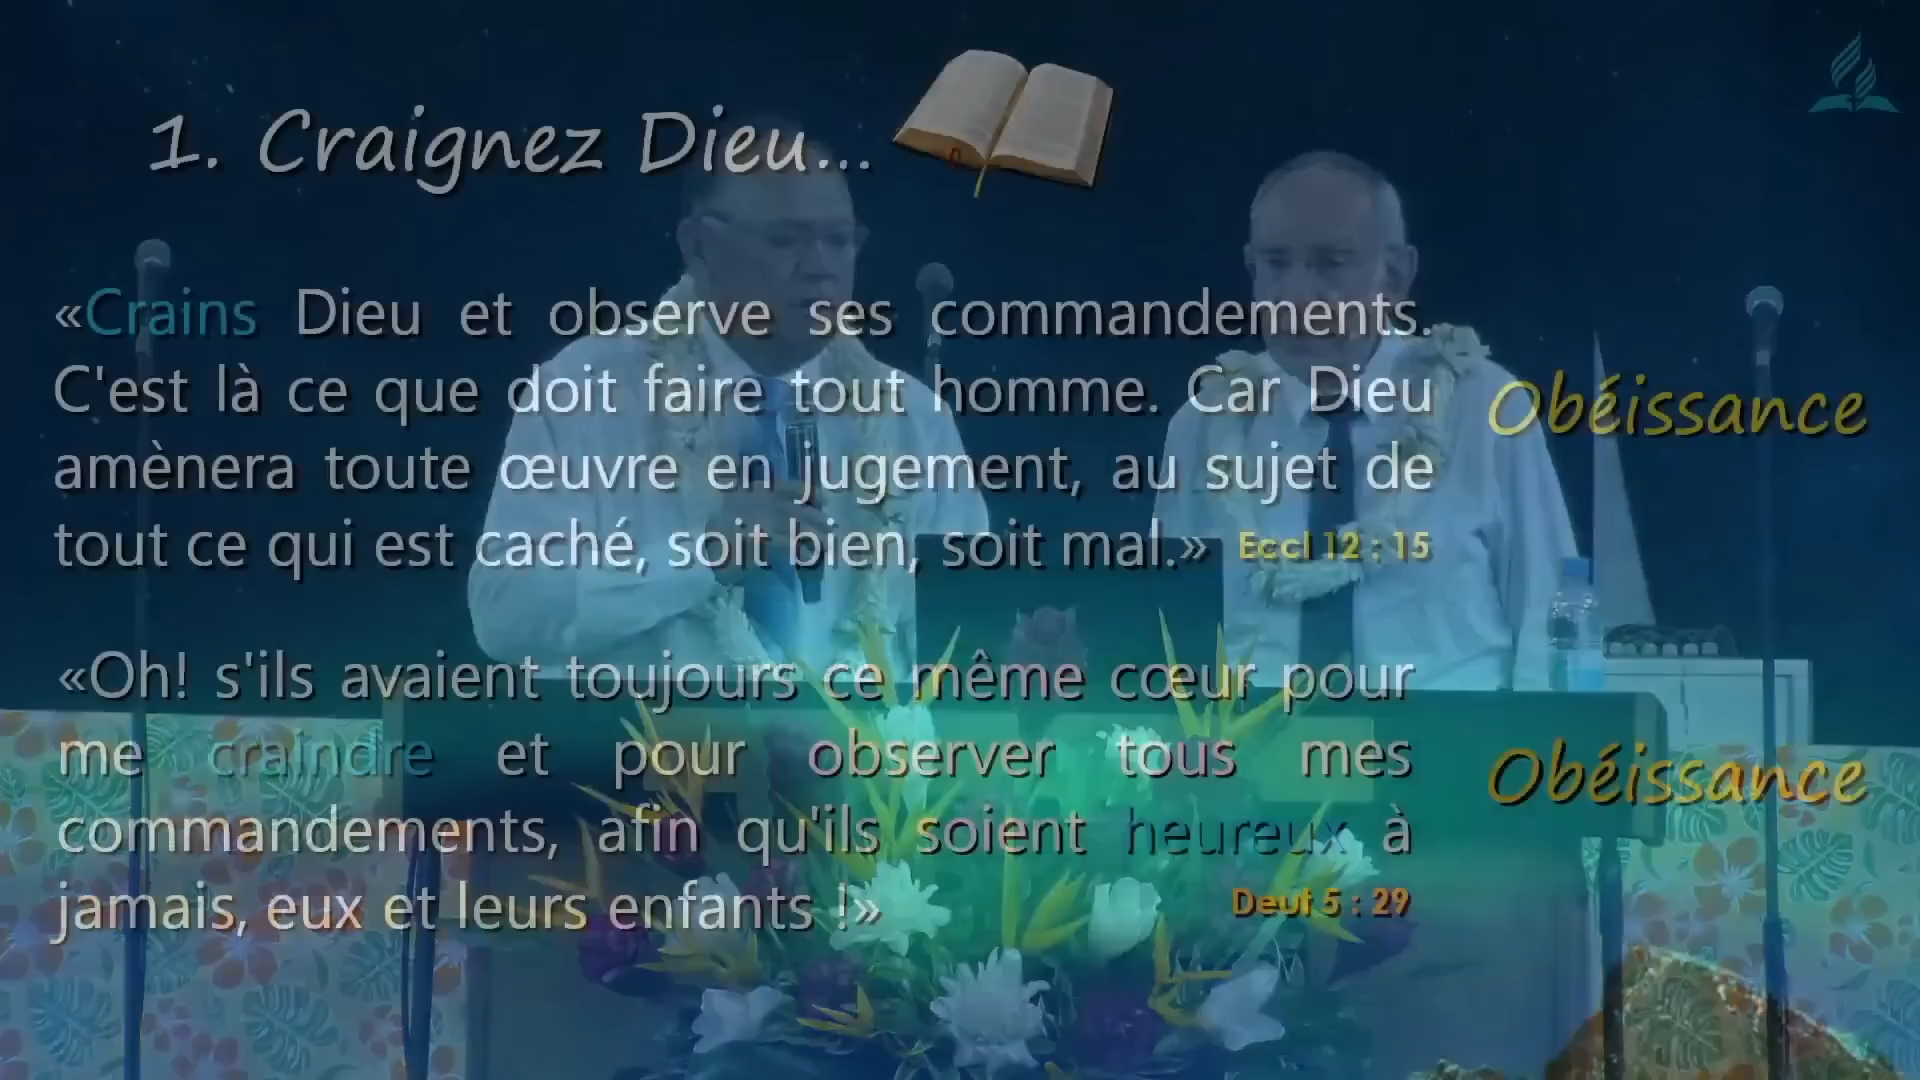 1. Craignez Dieu...
«Crains Dieu et observe ses commandements.
C'est là ce que doit faire tout homme. Car Dieu
amènera toute œuvre en jugement, au sujet de
tout ce qui est caché, soit bien, soit mal.» Eccl 12 : 15
Obéissance
«Oh! s'ils avaient toujours ce même cœur pour
me craindre et pour observer tous mes
commandements, afin qu'ils soient heureux à
jamais, eux et leurs enfants !» Deut 5 : 29
Obéissance